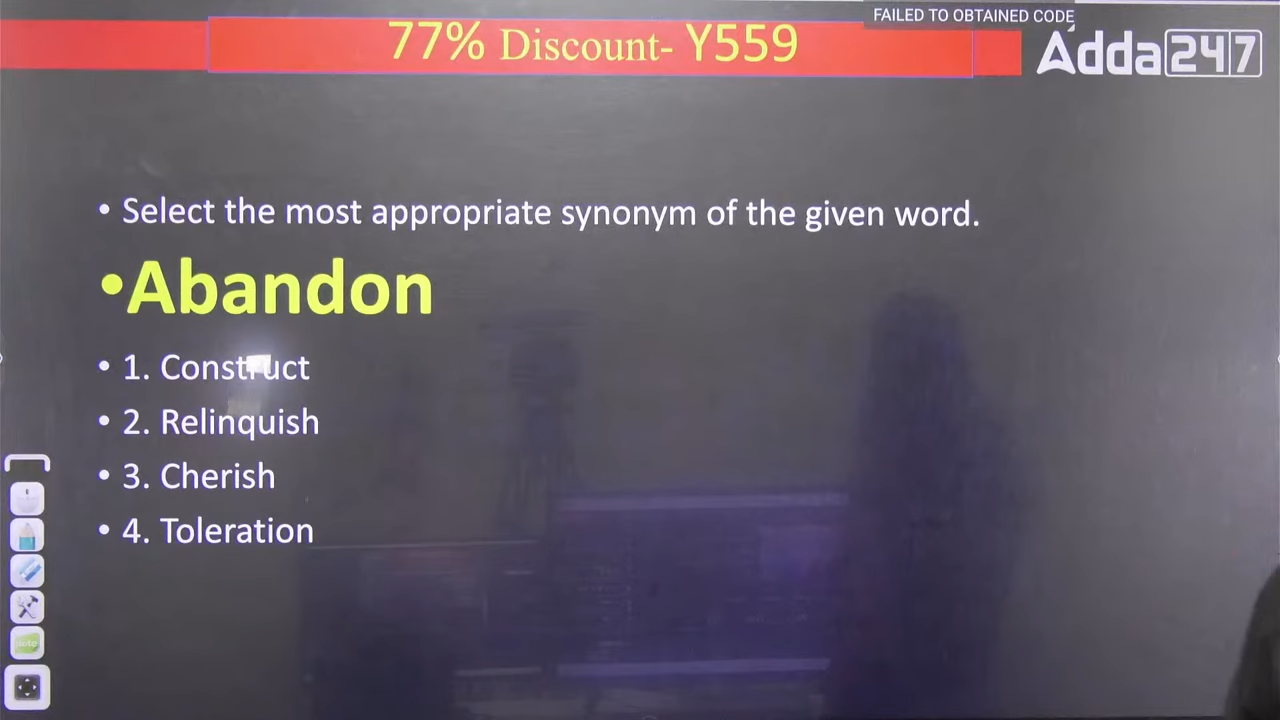 FAILED TO OBTAINED CODE
77% Discount- Y559
Adda247
• Select the most appropriate synonym of the given word.
•Abandon
• 1. Construct
• 2. Relinquish
• 3. Cherish
• 4. Toleration